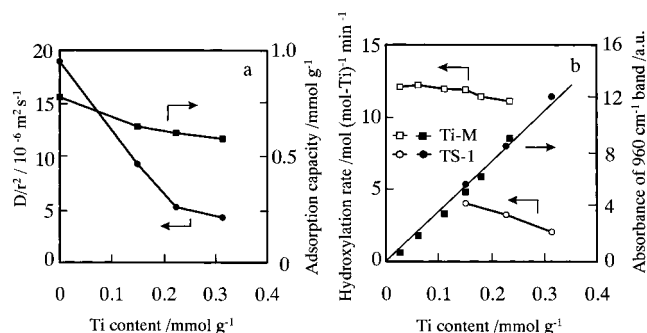 a
D/r² / 10⁻⁶ m² s⁻¹
20
15
10
5
0
1.0
0.5
0
Adsorption capacity /mmol g⁻¹
0
0.1
0.2
0.3
0.4
Ti content /mmol g⁻¹
b
Hydroxylation rate /mol (mol-Ti)⁻¹ min⁻¹
15
10
5
0
16
12
8
4
0
Absorbance of 960 cm⁻¹ band /a.u.
Ti-M
TS-1
0
0.1
0.2
0.3
0.4
Ti content /mmol g⁻¹